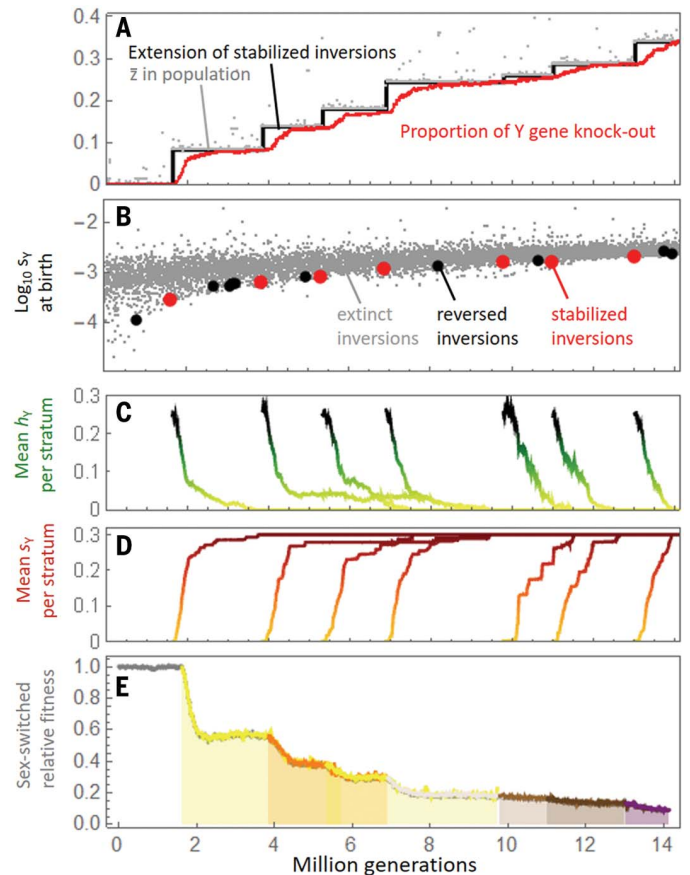 A
0.4
0.3
0.2
0.1
0
Extension of stabilized inversions
z̄ in population
Proportion of Y gene knock-out
B
Log₁₀ sY
at birth
−2
−3
−4
extinct
inversions
reversed
inversions
stabilized
inversions
C
Mean hY
per stratum
0.3
0.2
0.1
0
D
Mean sY
per stratum
0.3
0.2
0.1
0
E
Sex-switched
relative fitness
1.0
0.8
0.6
0.4
0.2
0.0
0 2 4 6 8 10 12 14
Million generations